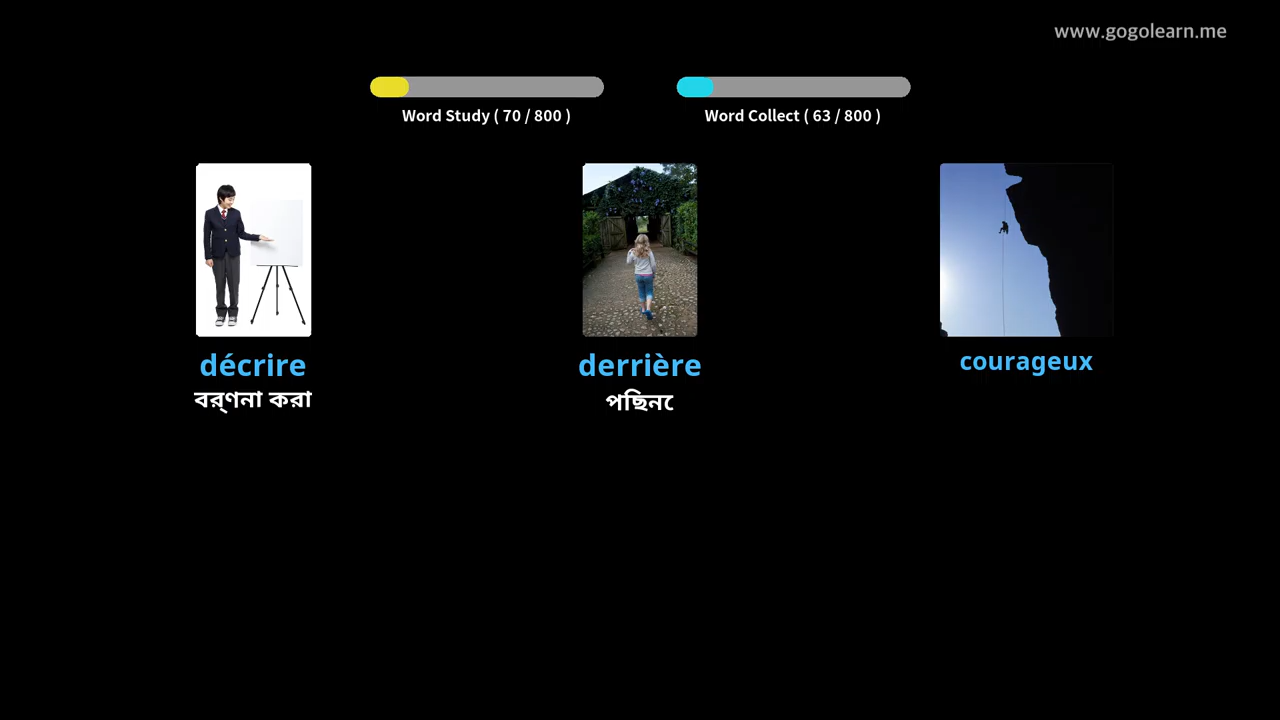 www.gogolearn.me
Word Study ( 70 / 800 )
Word Collect ( 63 / 800 )
décrire
derrière
courageux
বর্ণনা করা
পিছনে